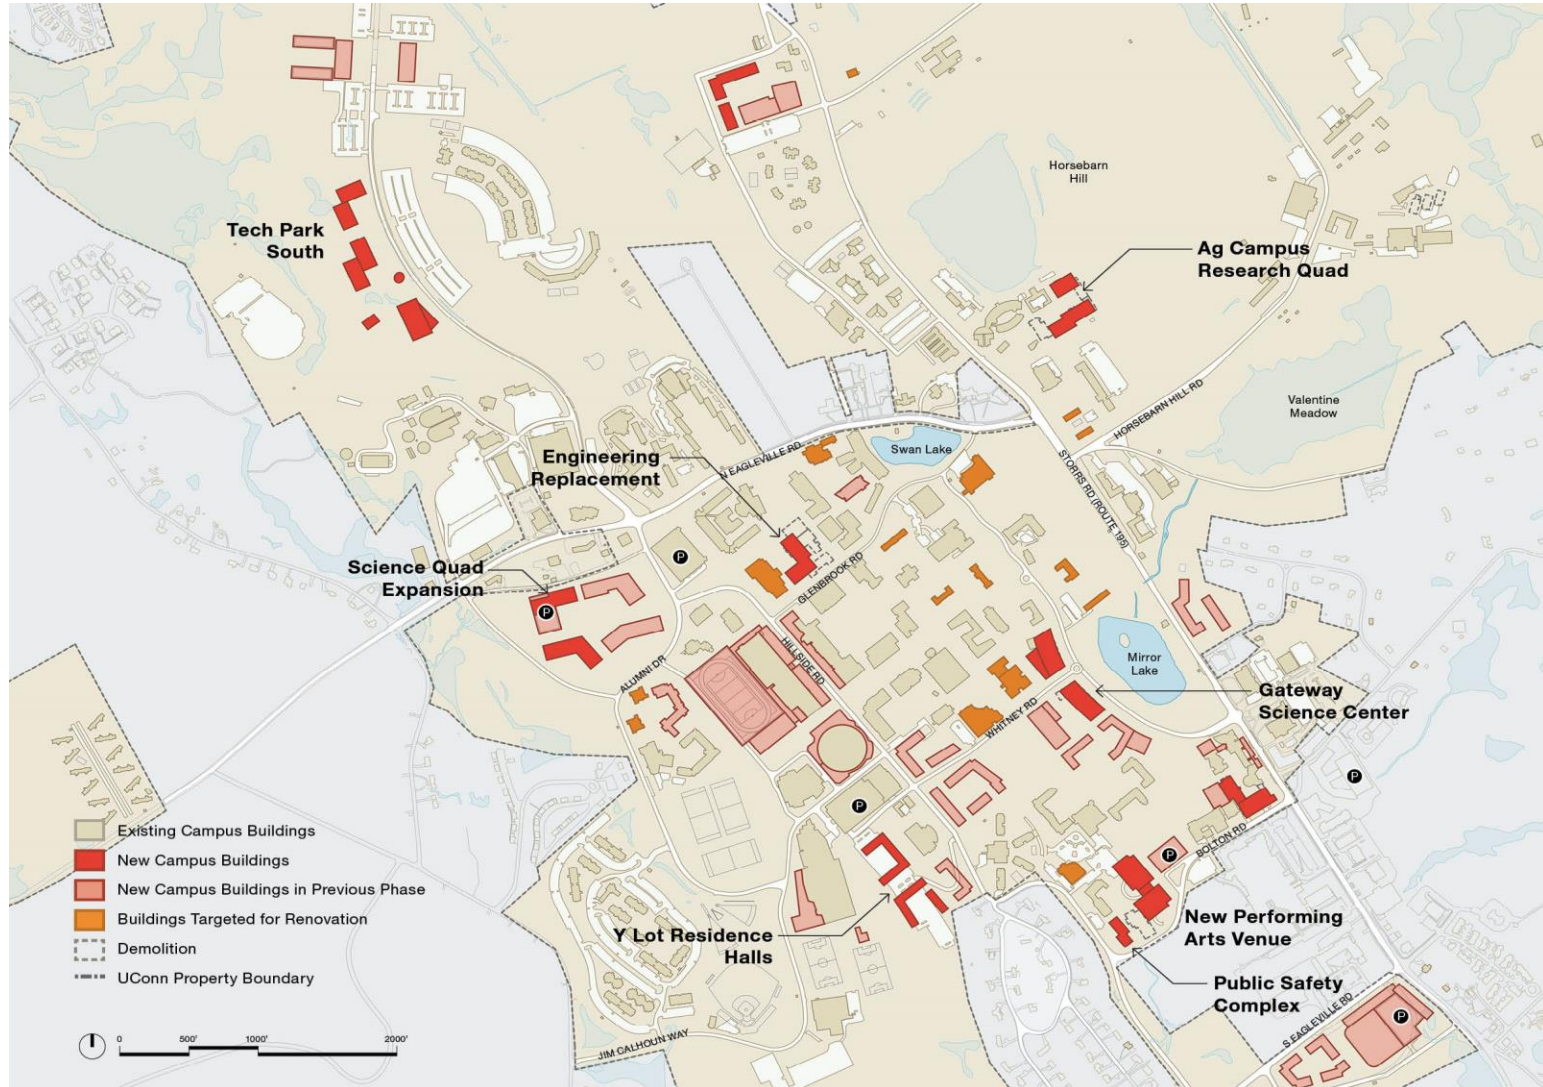 Horsebarn
Hill
Tech Park
South
Ag Campus
Research Quad
HORSEBARN HILL RD
Valentine
Meadow
Swan Lake
N EAGLEVILLE RD
STORRS RD (ROUTE 195)
Engineering
Replacement
P
GLENBROOK RD
Science Quad
Expansion
P
HILLSIDE RD
ALUMNI DR
Mirror
Lake
Gateway
Science Center
WHITNEY RD
P
P
Existing Campus Buildings
New Campus Buildings
New Campus Buildings in Previous Phase
Buildings Targeted for Renovation
Demolition
UConn Property Boundary
BOLTON RD
P
New Performing
Arts Venue
Y Lot Residence
Halls
Public Safety
Complex
S EAGLEVILLE RD
P
JIM CALHOUN WAY
0 500' 1000' 2000'